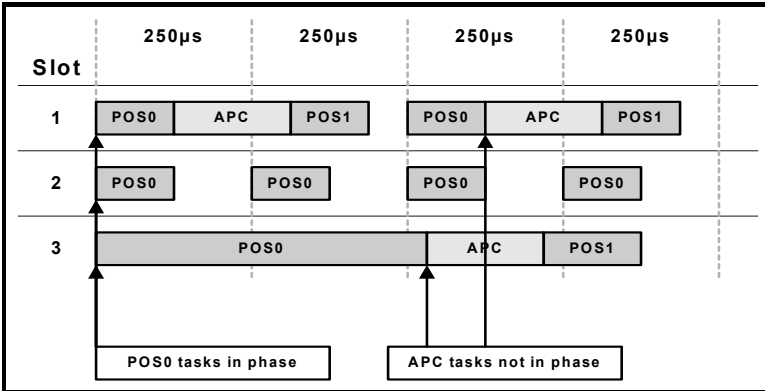 250µs 250µs 250µs 250µs
Slot
1 POS0 APC POS1 POS0 APC POS1
2 POS0 POS0 POS0 POS0
3 POS0 APC POS1
POS0 tasks in phase APC tasks not in phase